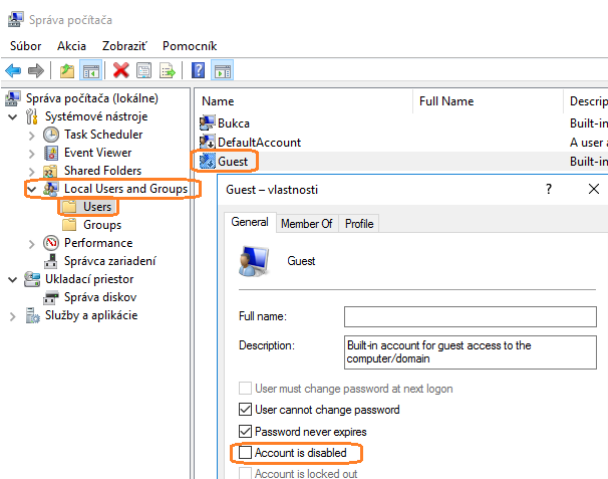 Správa počítača
Súbor Akcia Zobraziť Pomocník
Správa počítača (lokálne)
Systémové nástroje
Task Scheduler
Event Viewer
Shared Folders
Local Users and Groups
Users
Groups
Performance
Správca zariadení
Ukladací priestor
Správa diskov
Služby a aplikácie
Name Full Name Descrip
Bukca Built-in
DefaultAccount A user a
Guest Built-in
Guest – vlastnosti ?
General Member Of Profile
Guest
Full name:
Description: Built-in account for guest access to the
computer/domain
User must change password at next logon
User cannot change password
Password never expires
Account is disabled
Account is locked out